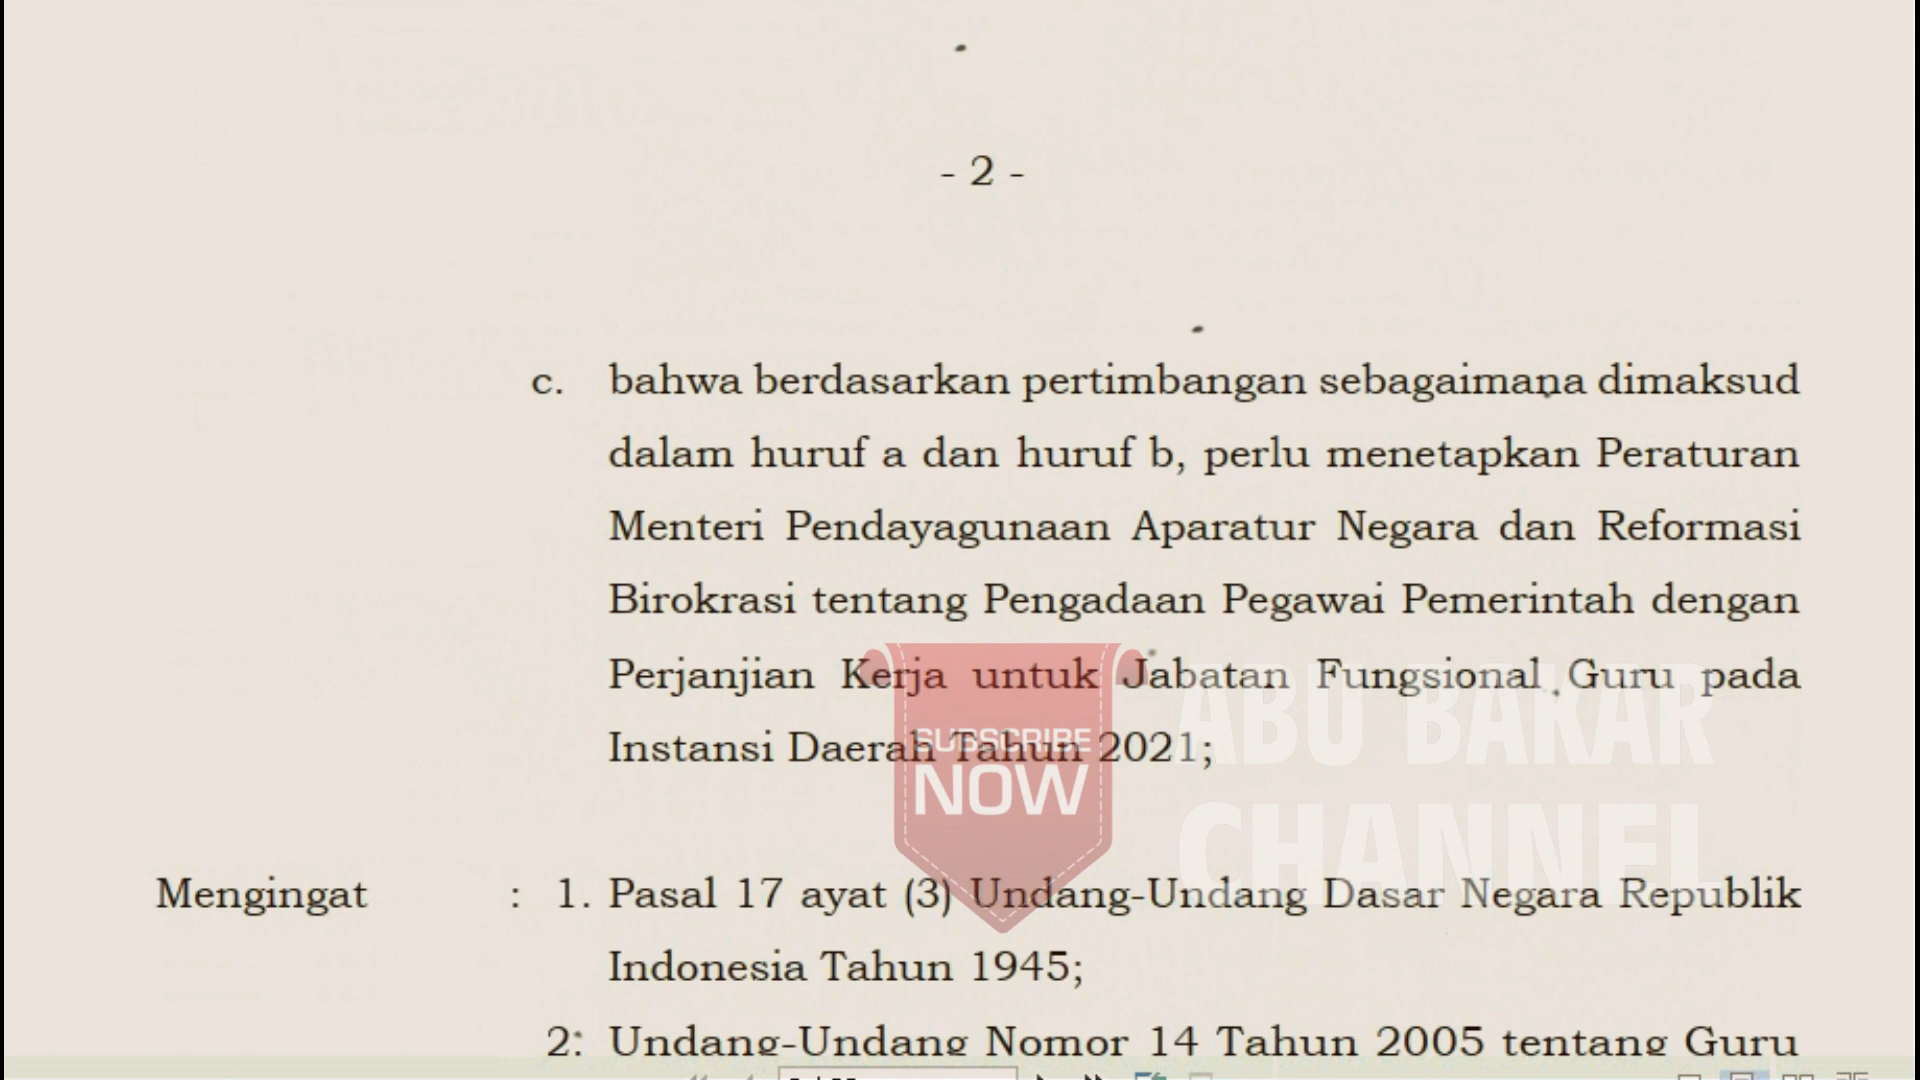 - 2 -
c. bahwa berdasarkan pertimbangan sebagaimana dimaksud
dalam huruf a dan huruf b, perlu menetapkan Peraturan
Menteri Pendayagunaan Aparatur Negara dan Reformasi
Birokrasi tentang Pengadaan Pegawai Pemerintah dengan
Perjanjian Kerja untuk Jabatan Fungsional Guru pada
Instansi Daerah Tahun 2021;
SUBSCRIBE
NOW
ABU BAKAR
CHANNEL
Mengingat : 1. Pasal 17 ayat (3) Undang-Undang Dasar Negara Republik
Indonesia Tahun 1945;
2: Undang-Undang Nomor 14 Tahun 2005 tentang Guru